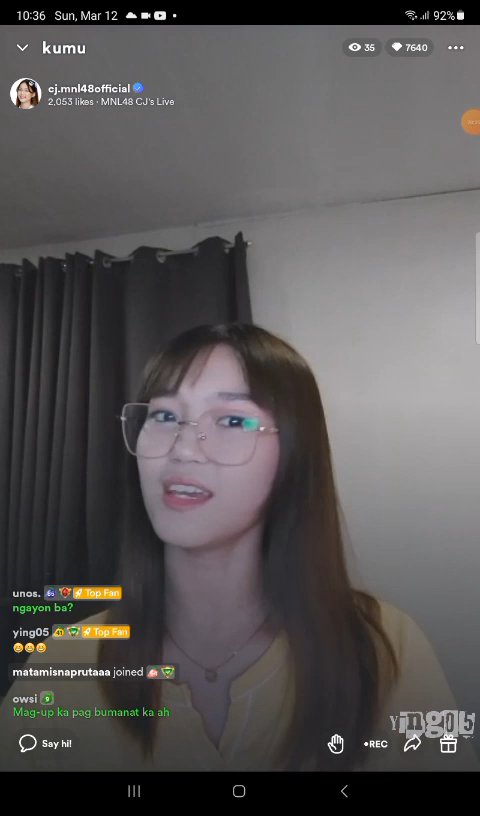 10:36 Sun, Mar 12 92%
kumu
35 7640
cj.mnl48official
2,053 likes · MNL48 CJ's Live
unos. Top Fan
ngayon ba?
ying05 41 Top Fan
matamisnaprutaaa joined
owsi 9
Mag-up ka pag bumanat ka ah
Ying05
Say hi!
•REC